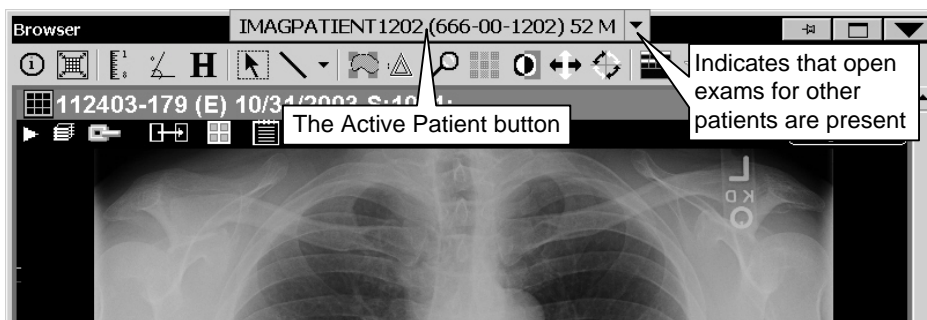 Browser
IMAGPATIENT1202 (666-00-1202) 52 M
H
Indicates that open
exams for other
patients are present
112403-179 (E) 10/31/2003
The Active Patient button
L
K D
Q